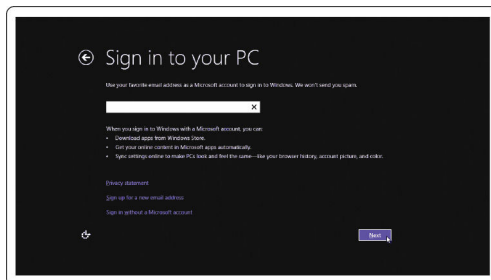 Sign in to your PC
Use your favorite email address as a Microsoft account to sign in to Windows. We won't send you spam.
When you sign in to Windows with a Microsoft account, you can:
• Download apps from Windows Store.
• Get your online content in Microsoft apps automatically.
• Sync settings online to make PCs look and feel the same—like your browser history, account picture, and color.
Privacy statement
Sign up for a new email address
Sign in without a Microsoft account
Next